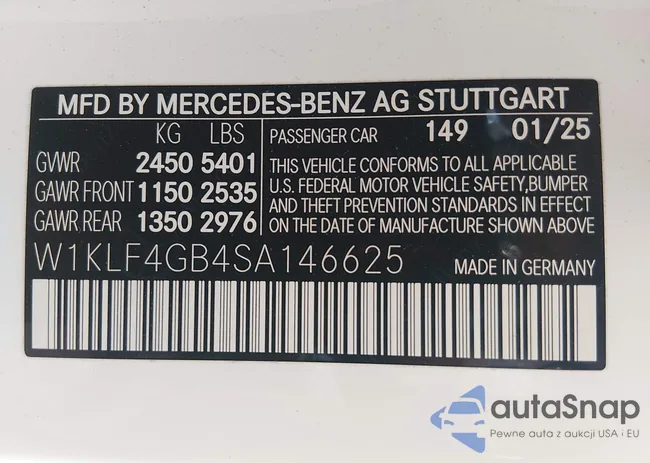 MFD BY MERCEDES-BENZ AG STUTTGART
KG LBS
PASSENGER CAR 149 01/25
GVWR 2450 5401
GAWR FRONT 1150 2535
GAWR REAR 1350 2976
THIS VEHICLE CONFORMS TO ALL APPLICABLE
U.S. FEDERAL MOTOR VEHICLE SAFETY,BUMPER
AND THEFT PREVENTION STANDARDS IN EFFECT
ON THE DATE OF MANUFACTURE SHOWN ABOVE
W1KLF4GB4SA146625
MADE IN GERMANY
autaSnap
Pewne auta z aukcji USA i EU